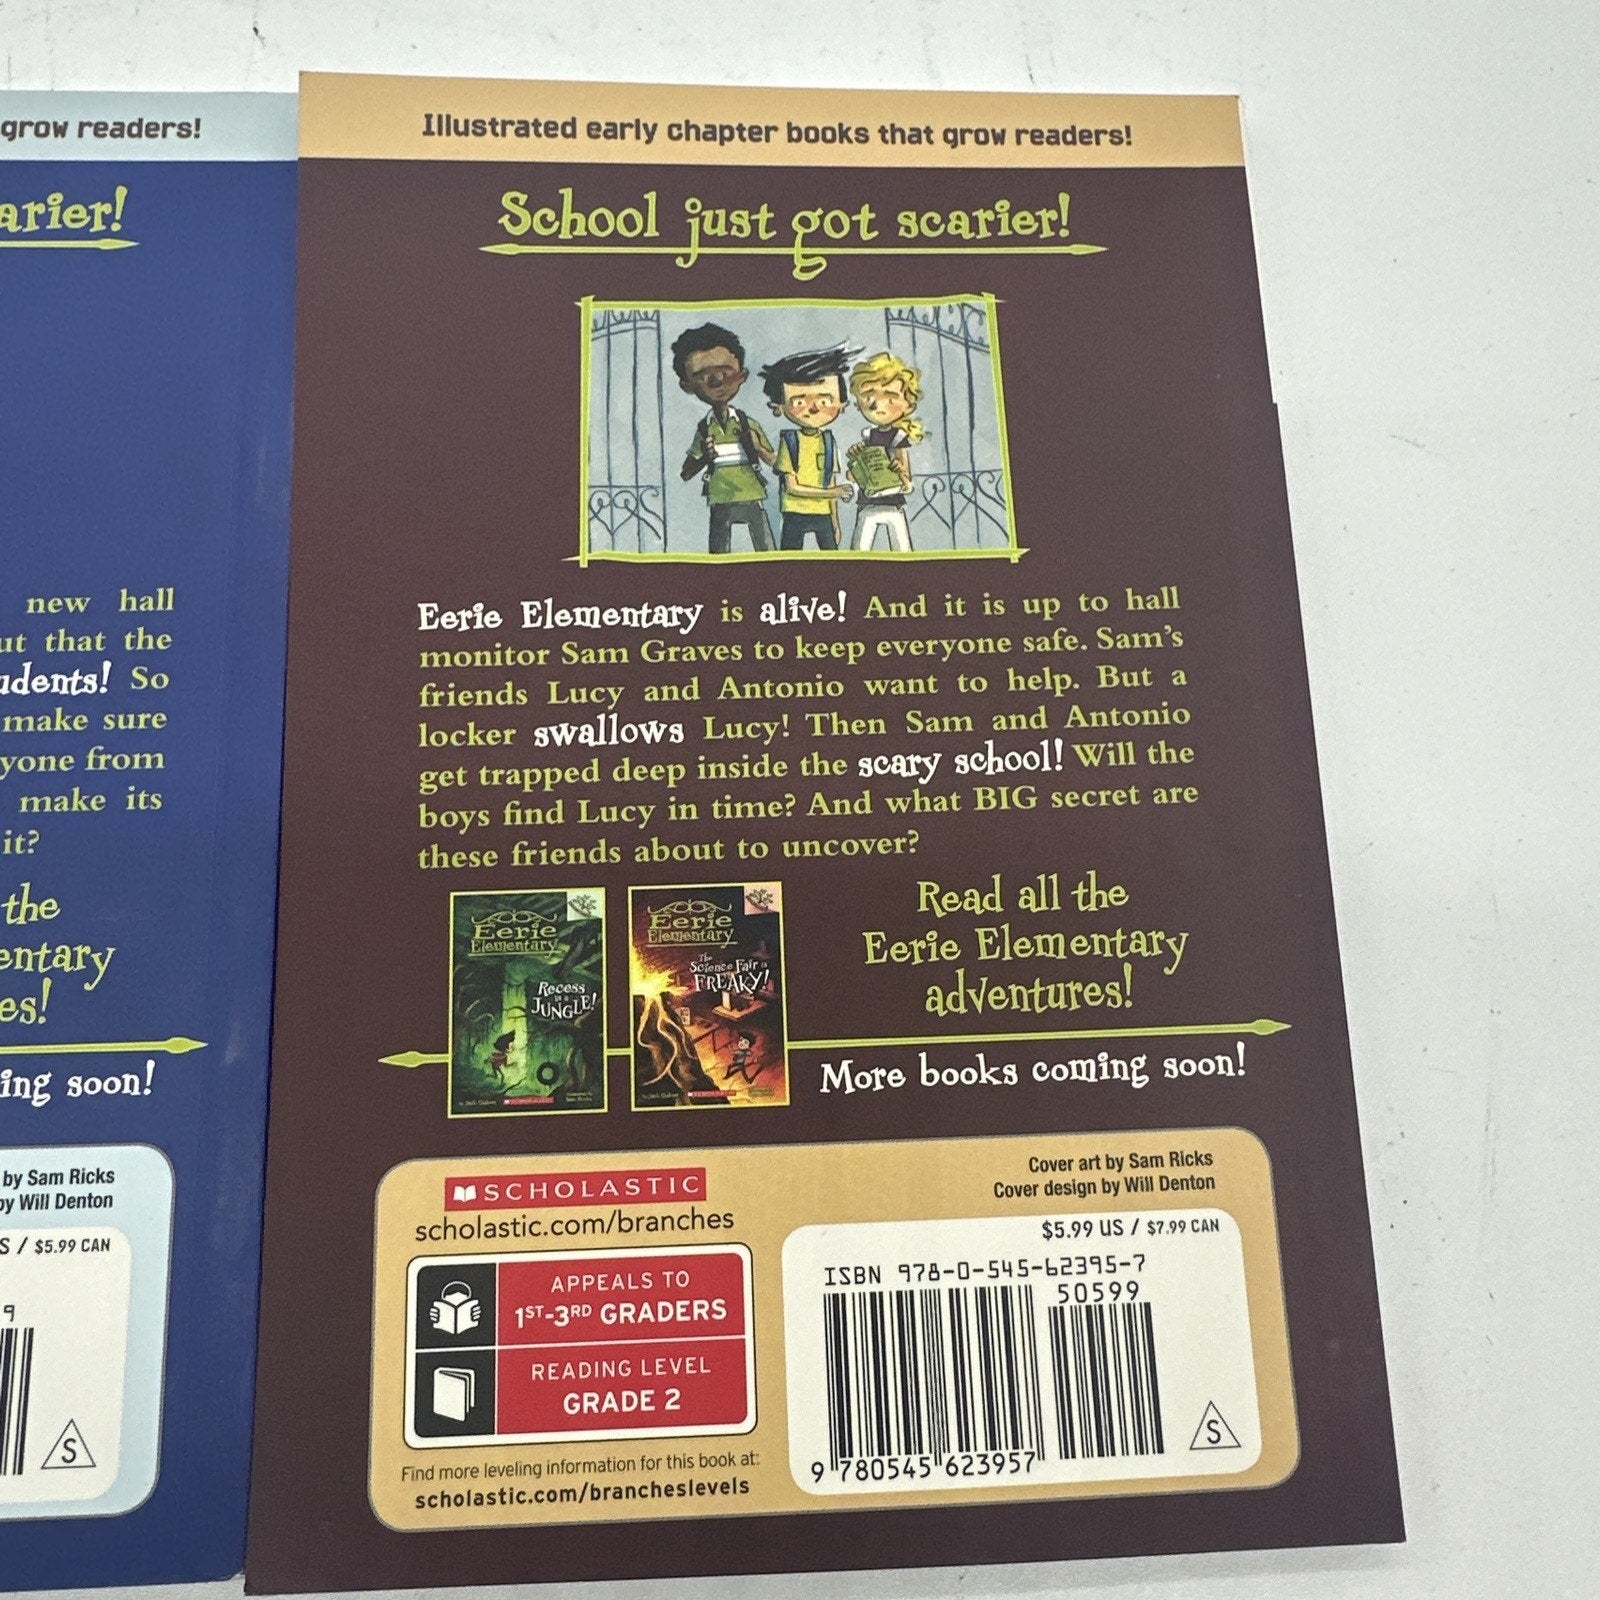 grow readers!
arier!
new hall
ut that the
udents! So
make sure
yone from
make its
it?
the
entary
es!
ing soon!
by Sam Ricks
by Will Denton
S / $5.99 CAN
9
S
Illustrated early chapter books that grow readers!
School just got scarier!
Eerie Elementary is alive! And it is up to hall
monitor Sam Graves to keep everyone safe. Sam's
friends Lucy and Antonio want to help. But a
locker swallows Lucy! Then Sam and Antonio
get trapped deep inside the scary school! Will the
boys find Lucy in time? And what BIG secret are
these friends about to uncover?
Eerie
Elementary
Recess
is a
JUNGLE!
Eerie
Elementary
The
Science Fair is
FREAKY!
Read all the
Eerie Elementary
adventures!
More books coming soon!
SCHOLASTIC
scholastic.com/branches
APPEALS TO
1ST-3RD GRADERS
READING LEVEL
GRADE 2
Find more leveling information for this book at:
scholastic.com/brancheslevels
Cover art by Sam Ricks
Cover design by Will Denton
$5.99 US / $7.99 CAN
ISBN 978-0-545-62395-7
50599
9 780545 623957
S